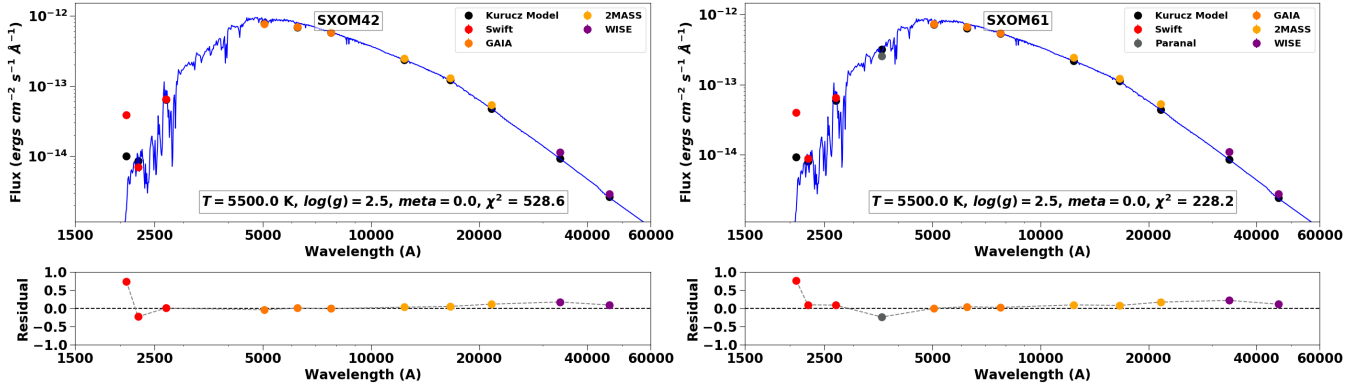 SXOM42
Kurucz Model
Swift
GAIA
2MASS
WISE
10⁻¹²
10⁻¹³
10⁻¹⁴
Flux (ergs cm⁻² s⁻¹ Å⁻¹)
T = 5500.0 K, log(g) = 2.5, meta = 0.0, χ² = 528.6
1500 2500 5000 10000 20000 40000 60000
Wavelength (A)
1.0
0.5
0.0
−0.5
−1.0
Residual
1500 2500 5000 10000 20000 40000 60000
Wavelength (A)
SXOM61
Kurucz Model
Swift
Paranal
GAIA
2MASS
WISE
10⁻¹²
10⁻¹³
10⁻¹⁴
Flux (ergs cm⁻² s⁻¹ Å⁻¹)
T = 5500.0 K, log(g) = 2.5, meta = 0.0, χ² = 228.2
1500 2500 5000 10000 20000 40000 60000
Wavelength (A)
1.0
0.5
0.0
−0.5
−1.0
Residual
1500 2500 5000 10000 20000 40000 60000
Wavelength (A)